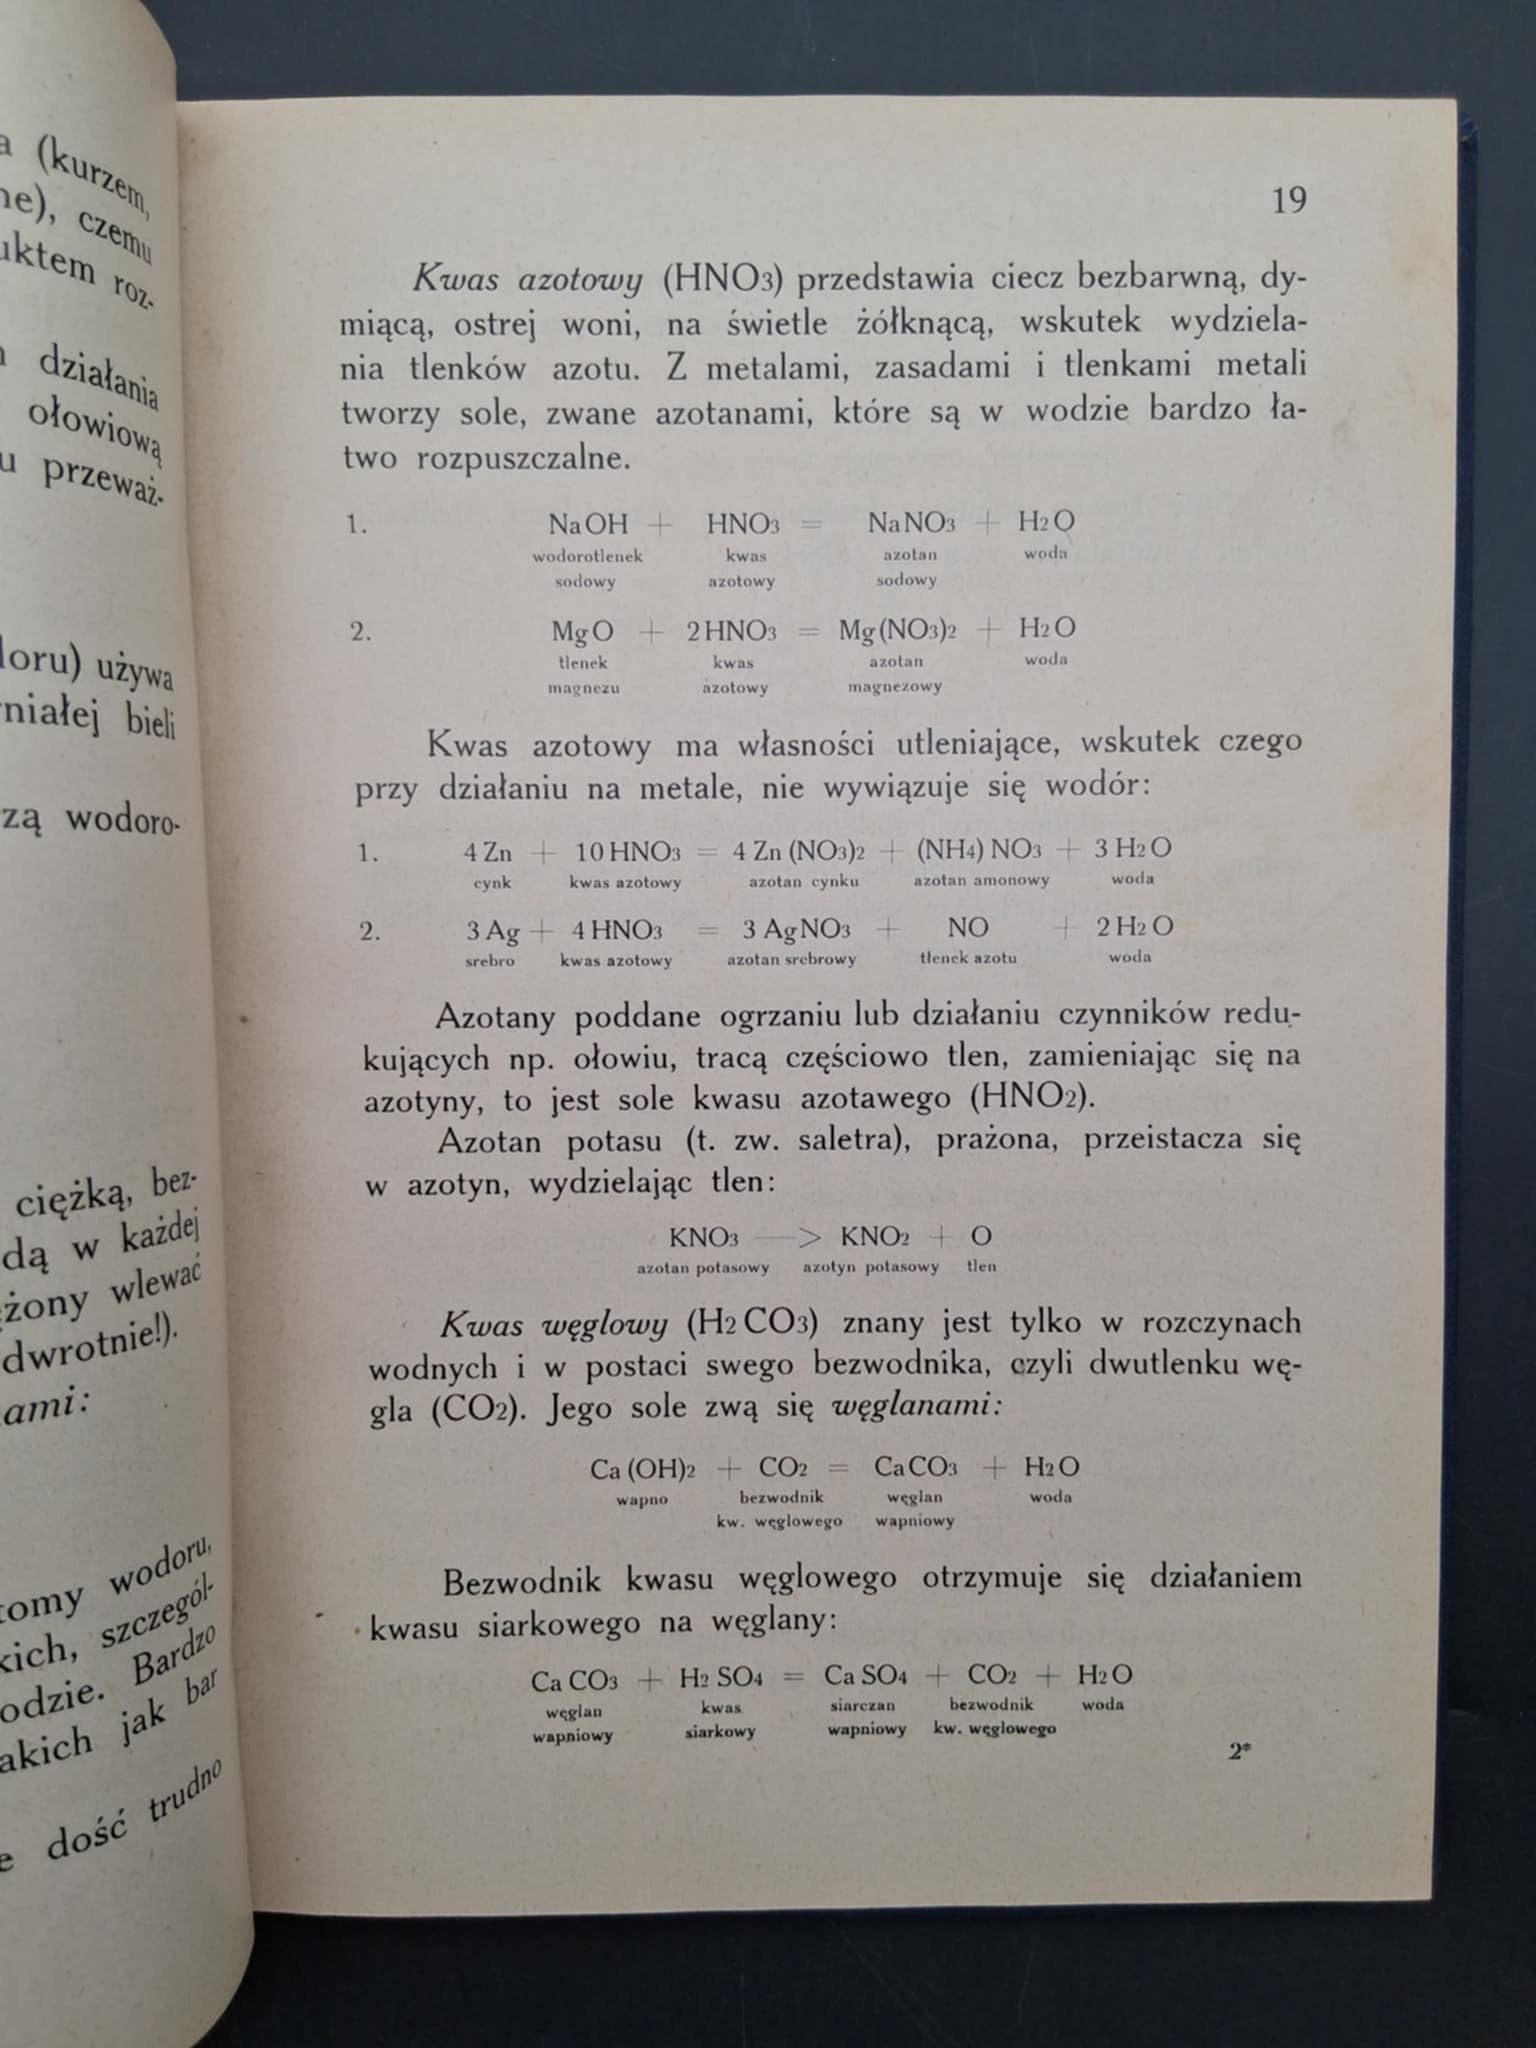 a (kurzem,
ne), czemu
uktem roz-
działania
ołowiową
u przeważ-
loru) używa
niałej bieli
zą wodoro-
ciężką, bez-
dą w każdej
żony wlewać
dwrotnie!).
ami:
tomy wodoru,
kich, szczegól-
odzie. Bardzo
akich jak bar
e dość trudno
19
Kwas azotowy (HNO3) przedstawia ciecz bezbarwną, dy-
miącą, ostrej woni, na świetle żółknącą, wskutek wydziela-
nia tlenków azotu. Z metalami, zasadami i tlenkami metali
tworzy sole, zwane azotanami, które są w wodzie bardzo ła-
two rozpuszczalne.
1. NaOH + HNO3 = NaNO3 + H2O
wodorotlenek kwas azotan woda
sodowy azotowy sodowy
2. MgO + 2HNO3 = Mg(NO3)2 + H2O
tlenek kwas azotan woda
magnezu azotowy magnezowy
Kwas azotowy ma własności utleniające, wskutek czego
przy działaniu na metale, nie wywiązuje się wodór:
1. 4 Zn + 10 HNO3 = 4 Zn (NO3)2 + (NH4) NO3 + 3 H2O
cynk kwas azotowy azotan cynku azotan amonowy woda
2. 3 Ag + 4 HNO3 = 3 AgNO3 + NO + 2 H2O
srebro kwas azotowy azotan srebrowy tlenek azotu woda
Azotany poddane ogrzaniu lub działaniu czynników redu-
kujących np. ołowiu, tracą częściowo tlen, zamieniając się na
azotyny, to jest sole kwasu azotawego (HNO2).
Azotan potasu (t. zw. saletra), prażona, przeistacza się
w azotyn, wydzielając tlen:
KNO3 —> KNO2 + O
azotan potasowy azotyn potasowy tlen
Kwas węglowy (H2 CO3) znany jest tylko w rozczynach
wodnych i w postaci swego bezwodnika, czyli dwutlenku wę-
gla (CO2). Jego sole zwą się węglanami:
Ca (OH)2 + CO2 = CaCO3 + H2O
wapno bezwodnik węglan woda
kw. węglowego wapniowy
Bezwodnik kwasu węglowego otrzymuje się działaniem
kwasu siarkowego na węglany:
Ca CO3 + H2 SO4 = Ca SO4 + CO2 + H2O
węglan kwas siarczan bezwodnik woda
wapniowy siarkowy wapniowy kw. węglowego
2*